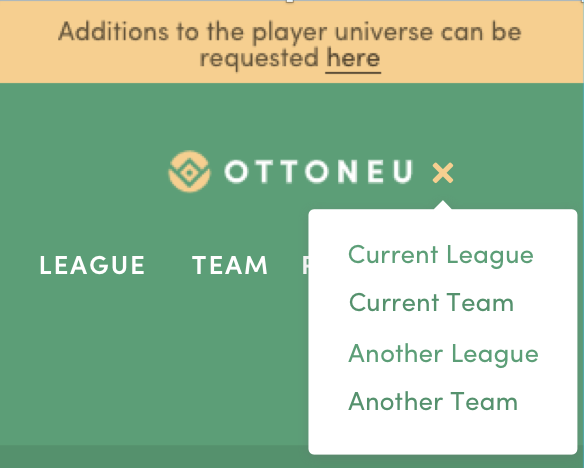 Additions to the player universe can be
requested here
OTTONEU
LEAGUE TEAM
Current League
Current Team
Another League
Another Team